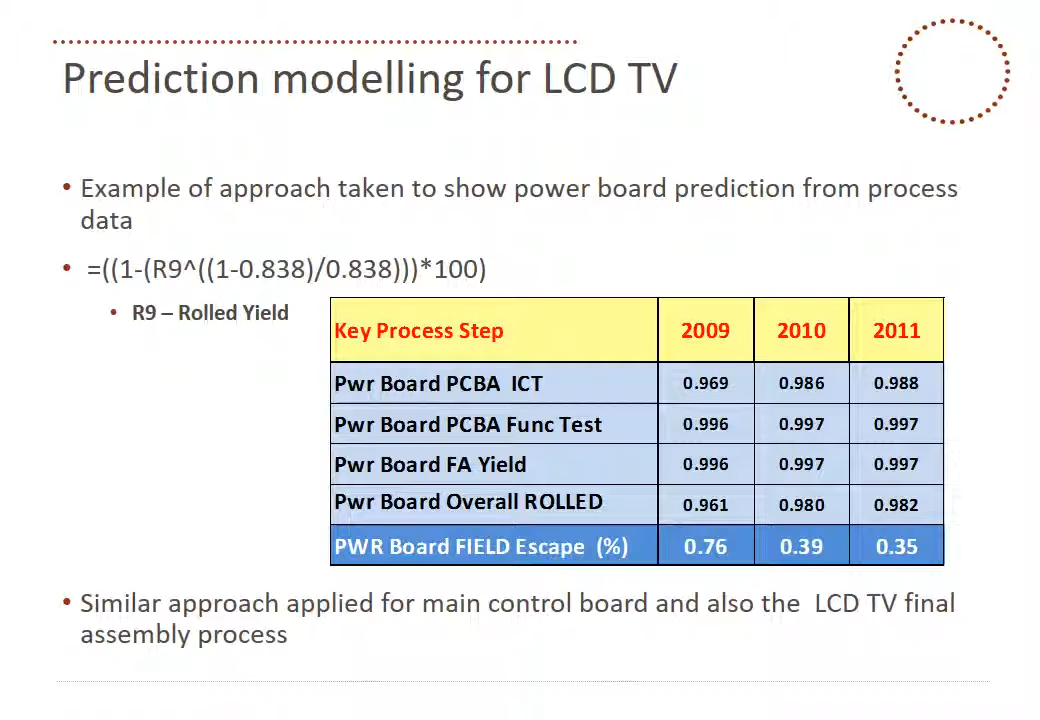 Prediction modelling for LCD TV
• Example of approach taken to show power board prediction from process
data
• =((1-(R9^((1-0.838)/0.838)))*100)
• R9 – Rolled Yield
Key Process Step 2009 2010 2011
Pwr Board PCBA ICT 0.969 0.986 0.988
Pwr Board PCBA Func Test 0.996 0.997 0.997
Pwr Board FA Yield 0.996 0.997 0.997
Pwr Board Overall ROLLED 0.961 0.980 0.982
PWR Board FIELD Escape (%) 0.76 0.39 0.35
• Similar approach applied for main control board and also the LCD TV final
assembly process